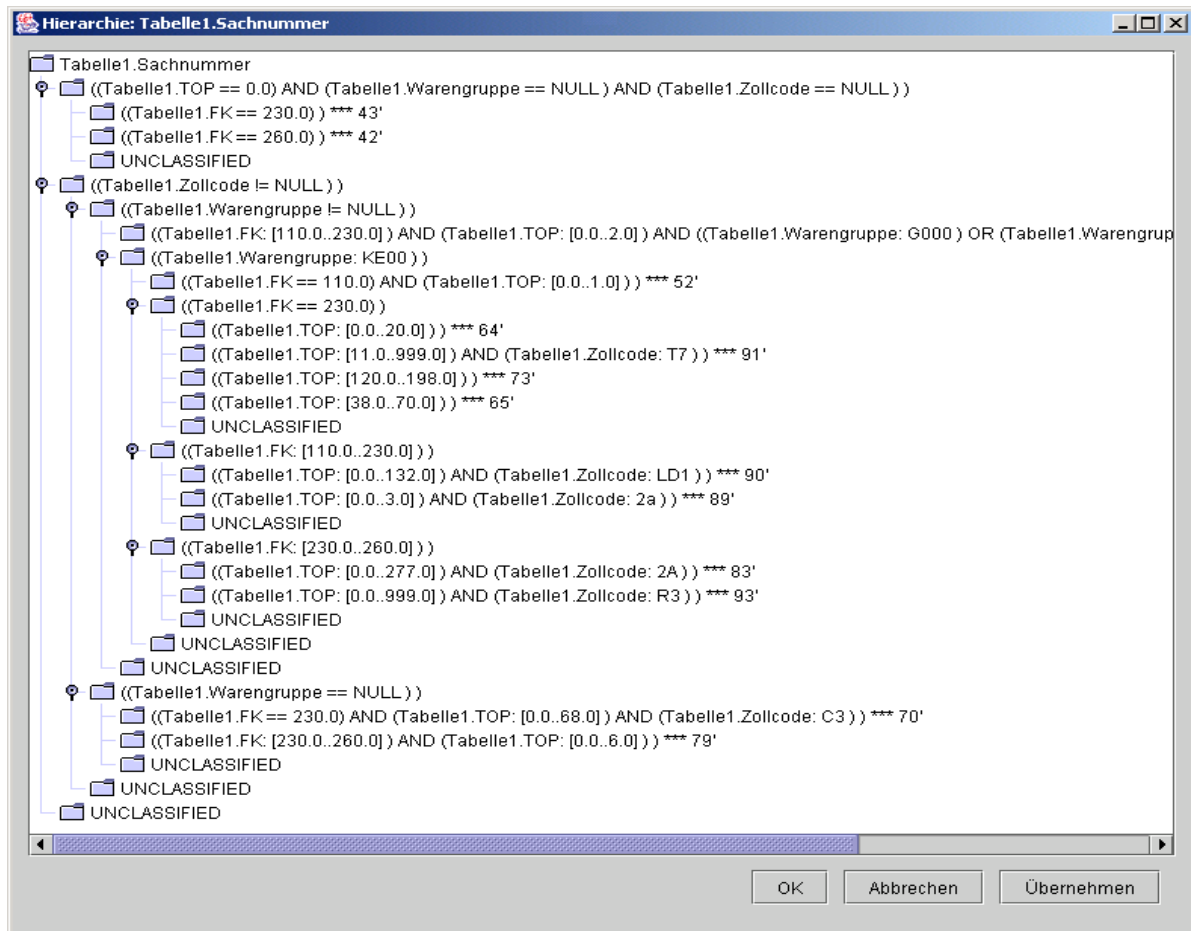 Hierarchie: Tabelle1.Sachnummer
Tabelle1.Sachnummer
((Tabelle1.TOP == 0.0) AND (Tabelle1.Warengruppe == NULL ) AND (Tabelle1.Zollcode == NULL ) )
((Tabelle1.FK == 230.0) ) *** 43'
((Tabelle1.FK == 260.0) ) *** 42'
UNCLASSIFIED
((Tabelle1.Zollcode != NULL ) )
((Tabelle1.Warengruppe != NULL ) )
((Tabelle1.FK: [110.0..230.0] ) AND (Tabelle1.TOP: [0.0..2.0] ) AND ((Tabelle1.Warengruppe: G000 ) OR (Tabelle1.Warengrup
((Tabelle1.Warengruppe: KE00 ) )
((Tabelle1.FK == 110.0) AND (Tabelle1.TOP: [0.0..1.0] ) ) *** 52'
((Tabelle1.FK == 230.0) )
((Tabelle1.TOP: [0.0..20.0] ) ) *** 64'
((Tabelle1.TOP: [11.0..999.0] ) AND (Tabelle1.Zollcode: T7 ) ) *** 91'
((Tabelle1.TOP: [120.0..198.0] ) ) *** 73'
((Tabelle1.TOP: [38.0..70.0] ) ) *** 65'
UNCLASSIFIED
((Tabelle1.FK: [110.0..230.0] ) )
((Tabelle1.TOP: [0.0..132.0] ) AND (Tabelle1.Zollcode: LD1 ) ) *** 90'
((Tabelle1.TOP: [0.0..3.0] ) AND (Tabelle1.Zollcode: 2a ) ) *** 89'
UNCLASSIFIED
((Tabelle1.FK: [230.0..260.0] ) )
((Tabelle1.TOP: [0.0..277.0] ) AND (Tabelle1.Zollcode: 2A ) ) *** 83'
((Tabelle1.TOP: [0.0..999.0] ) AND (Tabelle1.Zollcode: R3 ) ) *** 93'
UNCLASSIFIED
UNCLASSIFIED
UNCLASSIFIED
((Tabelle1.Warengruppe == NULL ) )
((Tabelle1.FK == 230.0) AND (Tabelle1.TOP: [0.0..68.0] ) AND (Tabelle1.Zollcode: C3 ) ) *** 70'
((Tabelle1.FK: [230.0..260.0] ) AND (Tabelle1.TOP: [0.0..6.0] ) ) *** 79'
UNCLASSIFIED
UNCLASSIFIED
UNCLASSIFIED
OK Abbrechen Übernehmen